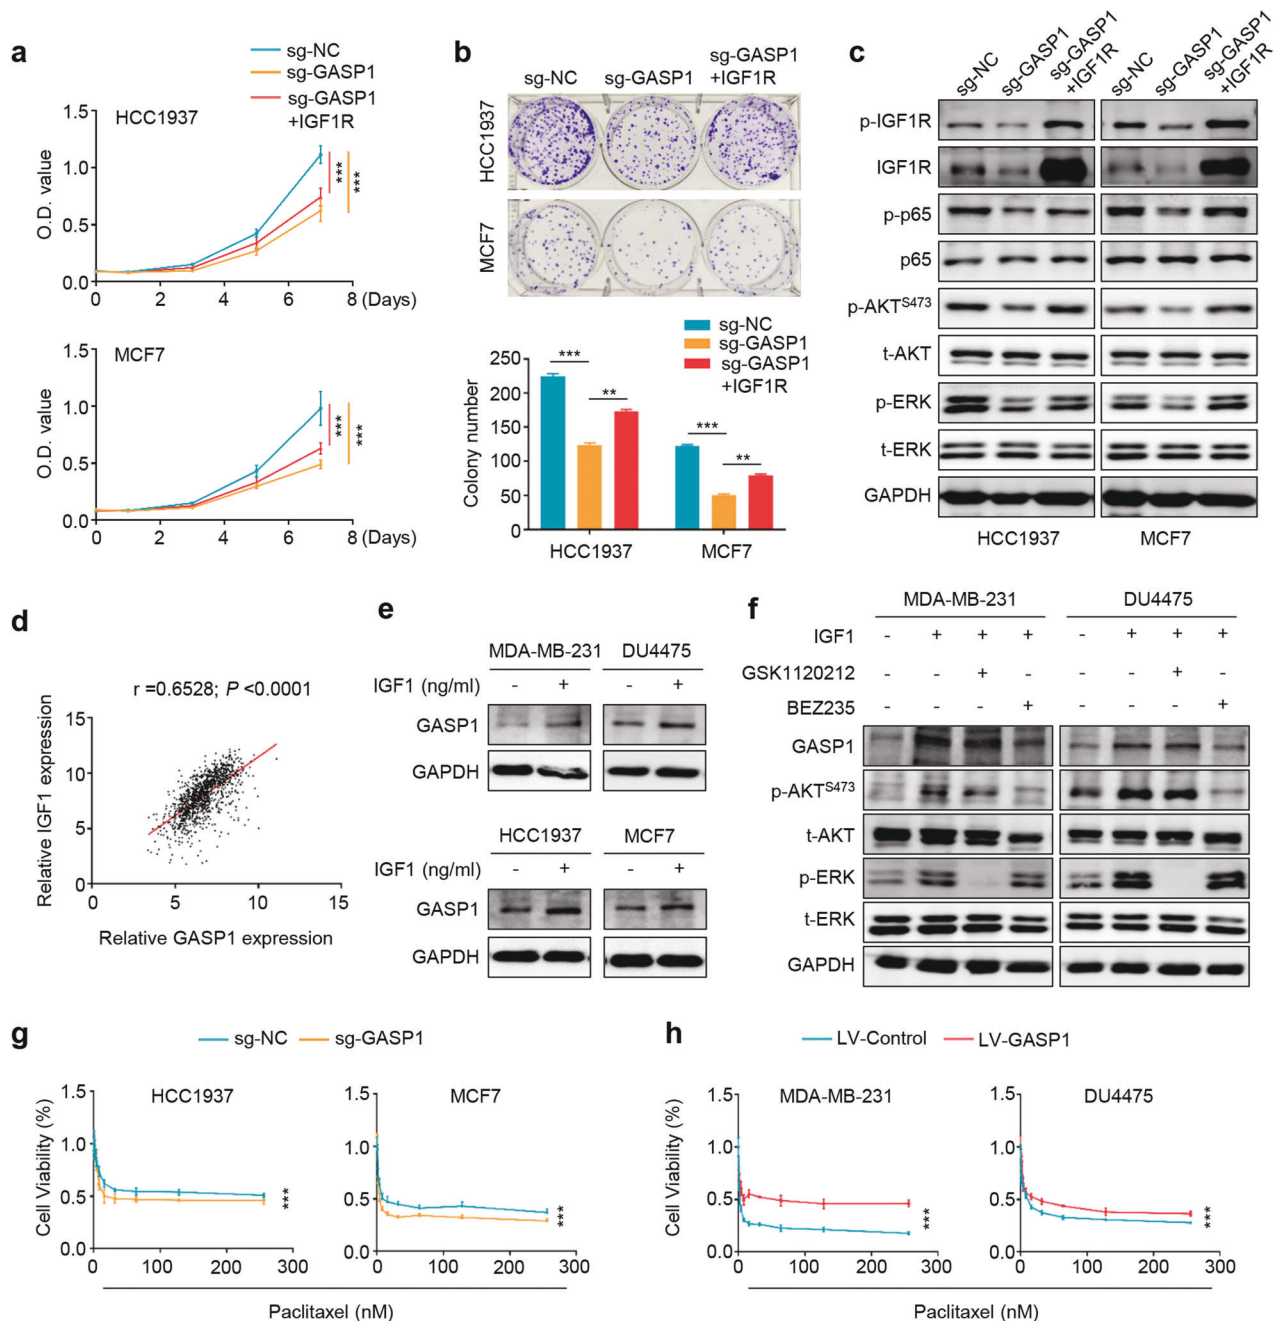 a
sg-NC
sg-GASP1
sg-GASP1
+IGF1R
HCC1937
1.5
1.0
0.5
0.0
O.D. value
0 2 4 6 8 (Days)
***
***
MCF7
1.5
1.0
0.5
0.0
O.D. value
0 2 4 6 8 (Days)
***
***
b
sg-NC sg-GASP1 sg-GASP1
+IGF1R
HCC1937
MCF7
sg-NC
sg-GASP1
sg-GASP1
+IGF1R
Colony number
250
200
150
100
50
0
*** ** *** **
HCC1937 MCF7
c
sg-NC sg-GASP1 sg-GASP1 +IGF1R sg-NC sg-GASP1 sg-GASP1 +IGF1R
p-IGF1R
IGF1R
p-p65
p65
p-AKTS473
t-AKT
p-ERK
t-ERK
GAPDH
HCC1937 MCF7
d
r =0.6528; P <0.0001
Relative IGF1 expression
15
10
5
0
0 5 10 15
Relative GASP1 expression
e
MDA-MB-231 DU4475
IGF1 (ng/ml) - + - +
GASP1
GAPDH
HCC1937 MCF7
IGF1 (ng/ml) - + - +
GASP1
GAPDH
f
MDA-MB-231 DU4475
IGF1 - + + + - + + +
GSK1120212 - - + - - - + -
BEZ235 - - - + - - - +
GASP1
p-AKTS473
t-AKT
p-ERK
t-ERK
GAPDH
g
sg-NC sg-GASP1
HCC1937 MCF7
Cell Viability (%)
1.5 1.5
1.0 1.0
0.5 0.5
0.0 0.0
*** ***
0 100 200 300 0 100 200 300
Paclitaxel (nM)
h
LV-Control LV-GASP1
MDA-MB-231 DU4475
Cell Viability (%)
1.5 1.5
1.0 1.0
0.5 0.5
0.0 0.0
*** ***
0 100 200 300 0 100 200 300
Paclitaxel (nM)